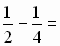 1/2 − 1/4 =